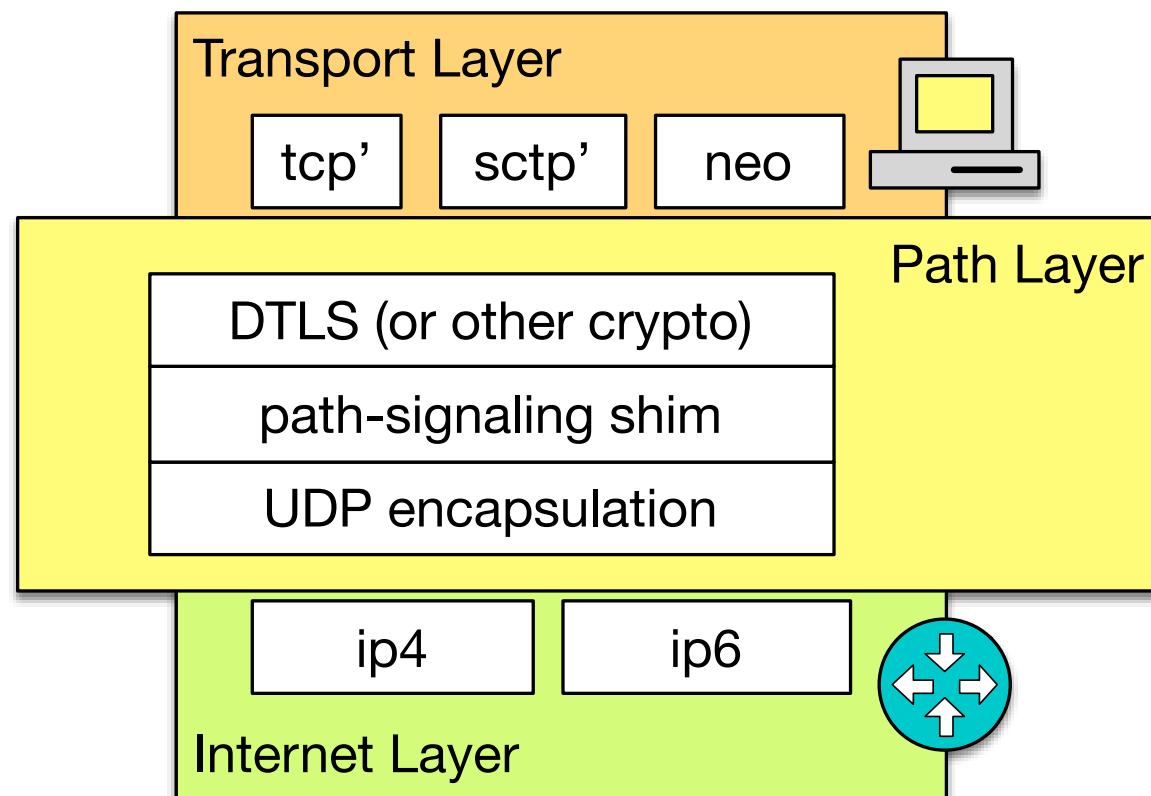 Transport Layer
tcp’
sctp’
neo
Path Layer
DTLS (or other crypto)
path-signaling shim
UDP encapsulation
ip4
ip6
Internet Layer